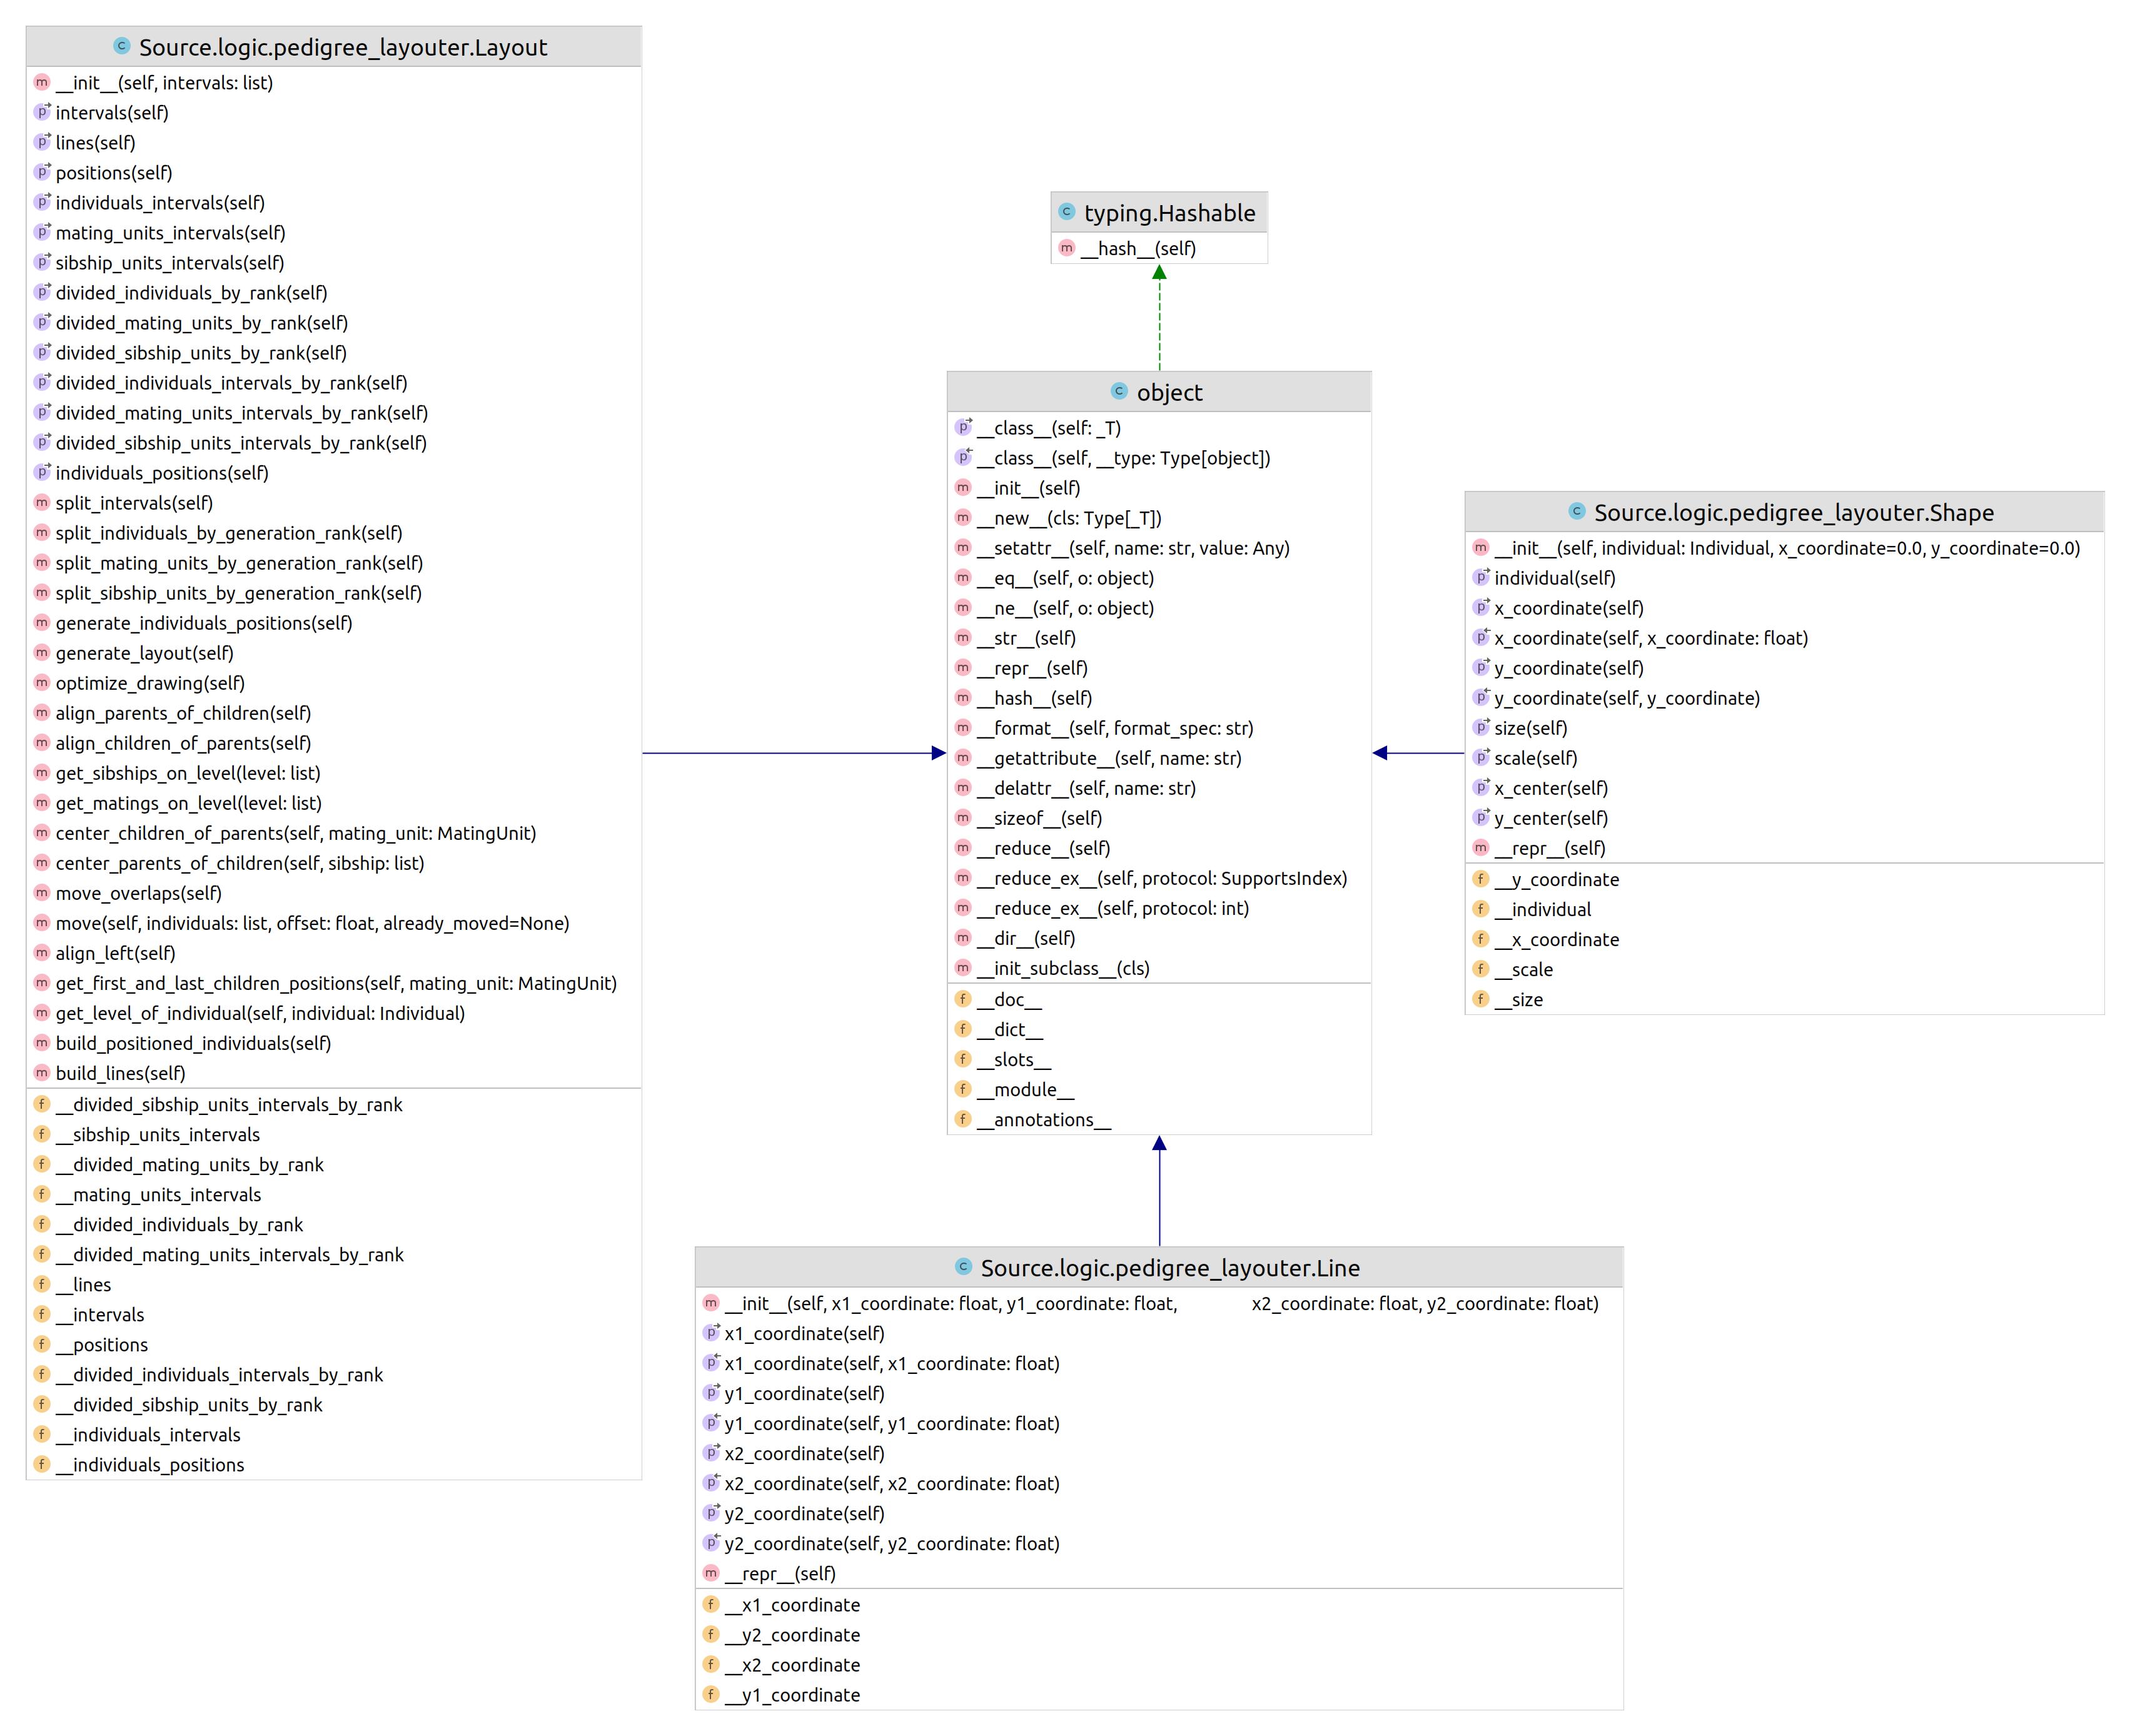 Source.logic.pedigree_layouter.Layout
__init__(self, intervals: list)
intervals(self)
lines(self)
positions(self)
individuals_intervals(self)
mating_units_intervals(self)
sibship_units_intervals(self)
divided_individuals_by_rank(self)
divided_mating_units_by_rank(self)
divided_sibship_units_by_rank(self)
divided_individuals_intervals_by_rank(self)
divided_mating_units_intervals_by_rank(self)
divided_sibship_units_intervals_by_rank(self)
individuals_positions(self)
split_intervals(self)
split_individuals_by_generation_rank(self)
split_mating_units_by_generation_rank(self)
split_sibship_units_by_generation_rank(self)
generate_individuals_positions(self)
generate_layout(self)
optimize_drawing(self)
align_parents_of_children(self)
align_children_of_parents(self)
get_sibships_on_level(level: list)
get_matings_on_level(level: list)
center_children_of_parents(self, mating_unit: MatingUnit)
center_parents_of_children(self, sibship: list)
move_overlaps(self)
move(self, individuals: list, offset: float, already_moved=None)
align_left(self)
get_first_and_last_children_positions(self, mating_unit: MatingUnit)
get_level_of_individual(self, individual: Individual)
build_positioned_individuals(self)
build_lines(self)
__divided_sibship_units_intervals_by_rank
__sibship_units_intervals
__divided_mating_units_by_rank
__mating_units_intervals
__divided_individuals_by_rank
__divided_mating_units_intervals_by_rank
__lines
__intervals
__positions
__divided_individuals_intervals_by_rank
__divided_sibship_units_by_rank
__individuals_intervals
__individuals_positions
typing.Hashable
__hash__(self)
object
__class__(self: _T)
__class__(self, __type: Type[object])
__init__(self)
__new__(cls: Type[_T])
__setattr__(self, name: str, value: Any)
__eq__(self, o: object)
__ne__(self, o: object)
__str__(self)
__repr__(self)
__hash__(self)
__format__(self, format_spec: str)
__getattribute__(self, name: str)
__delattr__(self, name: str)
__sizeof__(self)
__reduce__(self)
__reduce_ex__(self, protocol: SupportsIndex)
__reduce_ex__(self, protocol: int)
__dir__(self)
__init_subclass__(cls)
__doc__
__dict__
__slots__
__module__
__annotations__
Source.logic.pedigree_layouter.Shape
__init__(self, individual: Individual, x_coordinate=0.0, y_coordinate=0.0)
individual(self)
x_coordinate(self)
x_coordinate(self, x_coordinate: float)
y_coordinate(self)
y_coordinate(self, y_coordinate)
size(self)
scale(self)
x_center(self)
y_center(self)
__repr__(self)
__y_coordinate
__individual
__x_coordinate
__scale
__size
Source.logic.pedigree_layouter.Line
__init__(self, x1_coordinate: float, y1_coordinate: float, x2_coordinate: float, y2_coordinate: float)
x1_coordinate(self)
x1_coordinate(self, x1_coordinate: float)
y1_coordinate(self)
y1_coordinate(self, y1_coordinate: float)
x2_coordinate(self)
x2_coordinate(self, x2_coordinate: float)
y2_coordinate(self)
y2_coordinate(self, y2_coordinate: float)
__repr__(self)
__x1_coordinate
__y2_coordinate
__x2_coordinate
__y1_coordinate